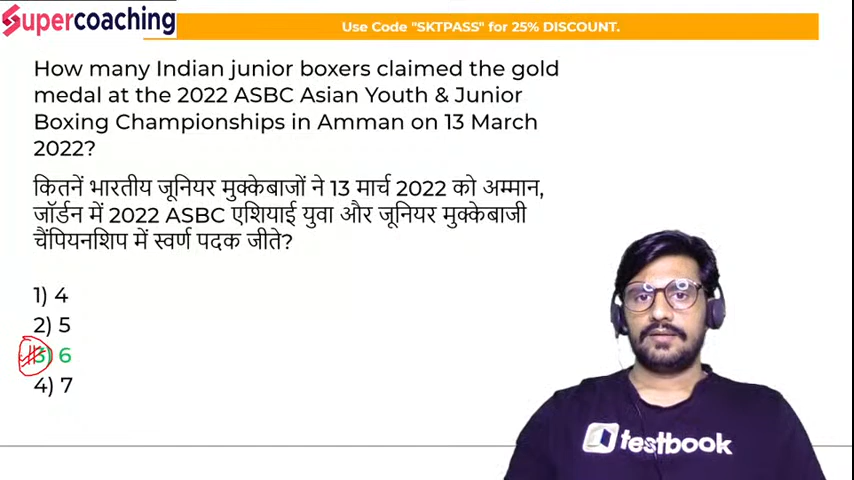 Supercoaching
Use Code "SKTPASS" for 25% DISCOUNT.
How many Indian junior boxers claimed the gold
medal at the 2022 ASBC Asian Youth & Junior
Boxing Championships in Amman on 13 March
2022?
कितनें भारतीय जूनियर मुक्केबाजों ने 13 मार्च 2022 को अम्मान,
जॉर्डन में 2022 ASBC एशियाई युवा और जूनियर मुक्केबाजी
चैंपियनशिप में स्वर्ण पदक जीते?
1) 4
2) 5
3) 6
4) 7
testbook